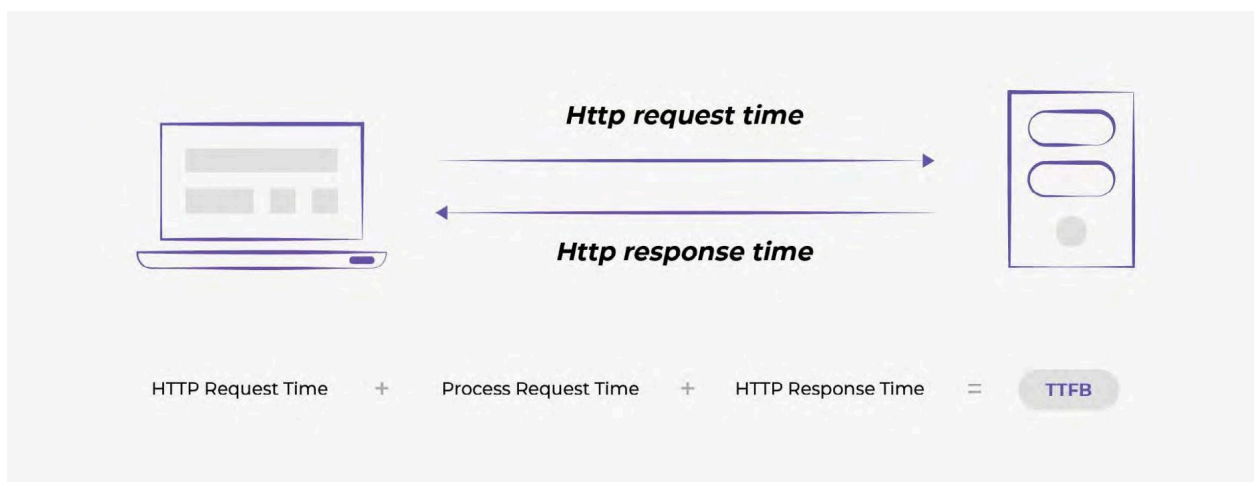 Http request time
Http response time
HTTP Request Time + Process Request Time + HTTP Response Time = TTFB